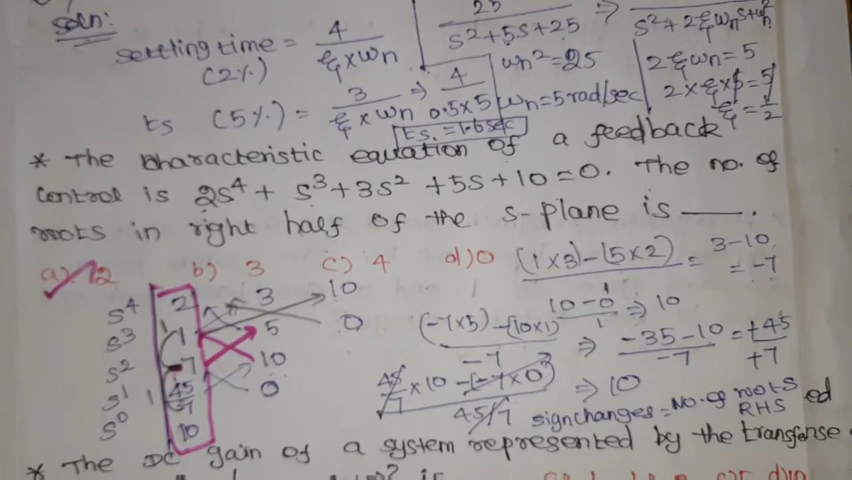 Soln:
settling time = 4 / ξ × ωn
(2%)
ts (5%) = 3 / ξ × ωn ⇒ 4 / 0.5 × 5
ts. = 1.6 sec
25 / s² + 5s + 25 ⇒ s² + 2ξωns + ωn²
ωn² = 25
ωn = 5 rad/sec
2ξωn = 5
2 × ξ × 5 = 5
ξ = 1/2
* The characteristic equation of a feedback
control is 2s⁴ + s³ + 3s² + 5s + 10 = 0. The no. of
roots in right half of the s-plane is ___.
a) 2 b) 3 c) 4 d) 0
s⁴ 2 3 10
s³ 1 5 0
s² -7 10
s¹ 45/7 0
s⁰ 10
(1×3)-(5×2) / 1 = 3-10 = -7
10-0 / 1 ⇒ 10
(-7×5)-(10×1) / -7 ⇒ -35-10 / -7 = +45 / +7
45/7 × 10 - (-7×0) / 45/7 ⇒ 10
sign changes = No. of roots RHS
ed
* The DC gain of a system represented by the transfer